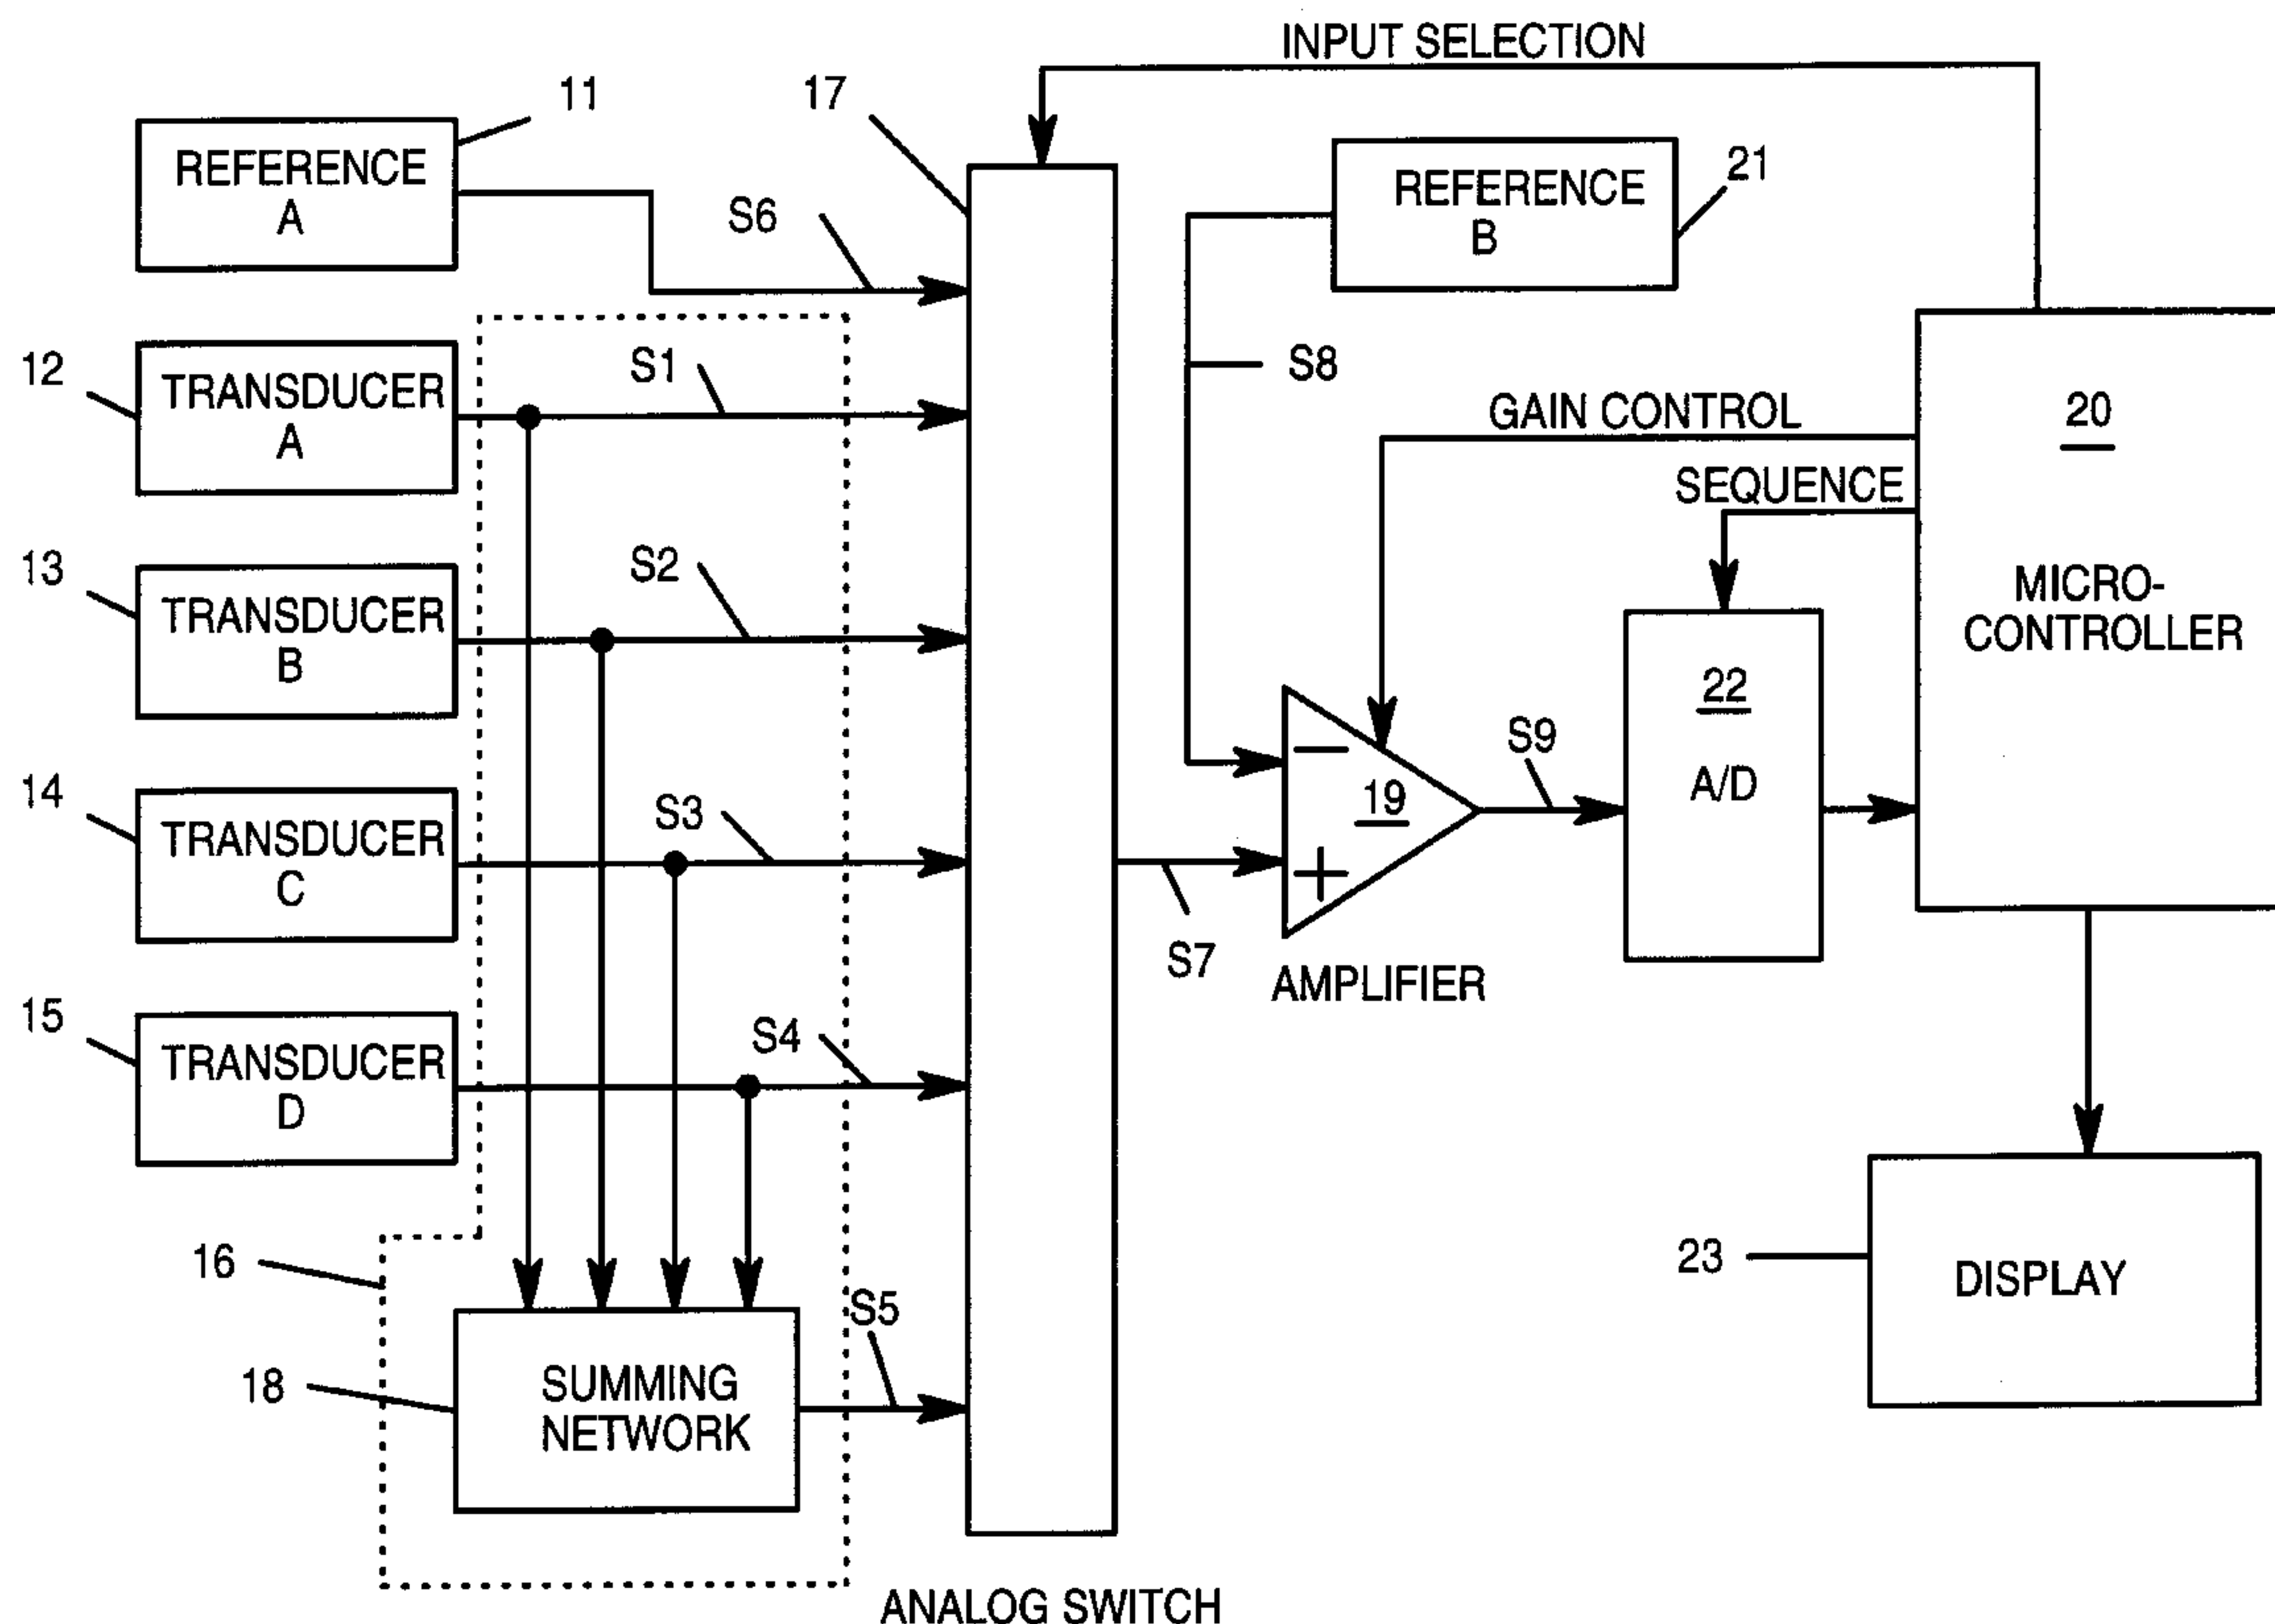 INPUT SELECTION
11
17
REFERENCE
A
S6
REFERENCE
B
21
12
TRANSDUCER
A
S1
S8
GAIN CONTROL
20
SEQUENCE
13
TRANSDUCER
B
S2
MICRO-
CONTROLLER
22
A/D
14
TRANSDUCER
C
S3
−
19
+
S9
S7
AMPLIFIER
15
TRANSDUCER
D
S4
16
S5
18
SUMMING
NETWORK
23
DISPLAY
ANALOG SWITCH